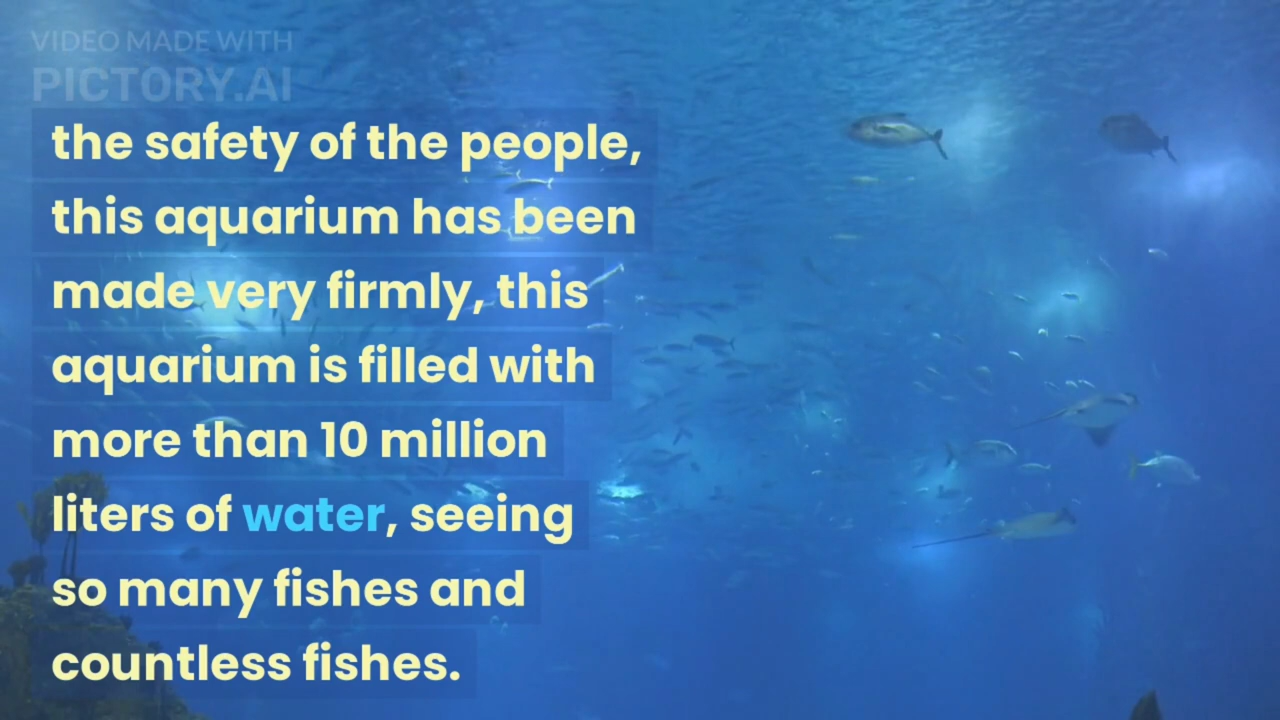 VIDEO MADE WITH
PICTORY.AI
the safety of the people,
this aquarium has been
made very firmly, this
aquarium is filled with
more than 10 million
liters of water, seeing
so many fishes and
countless fishes.